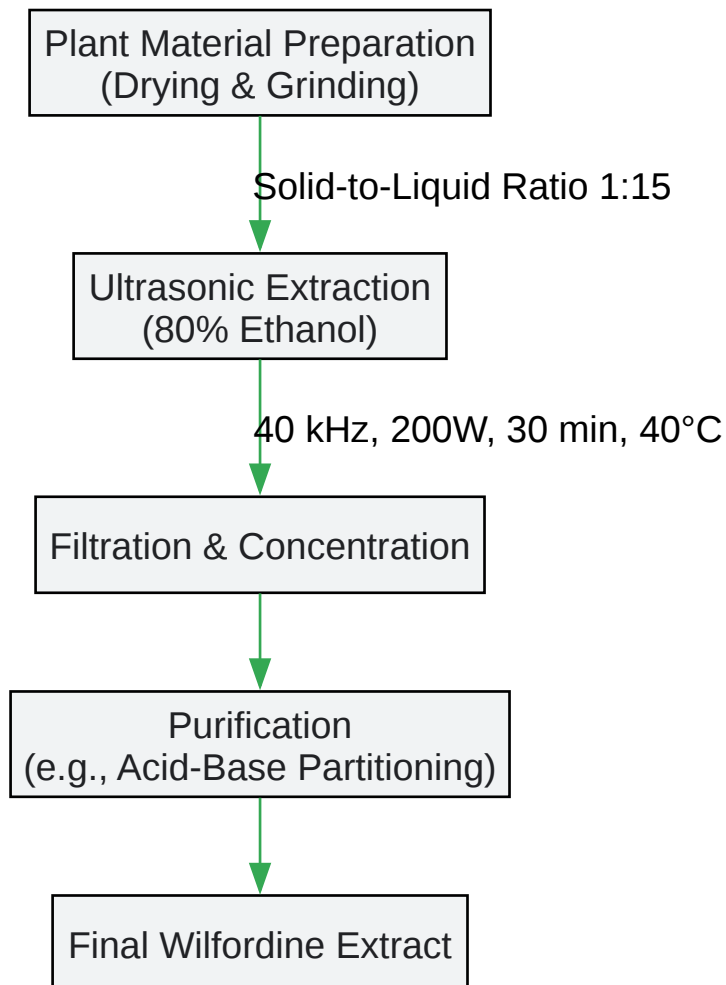 Plant Material Preparation
(Drying & Grinding)
Solid-to-Liquid Ratio 1:15
Ultrasonic Extraction
(80% Ethanol)
40 kHz, 200W, 30 min, 40°C
Filtration & Concentration
Purification
(e.g., Acid-Base Partitioning)
Final Wilfordine Extract